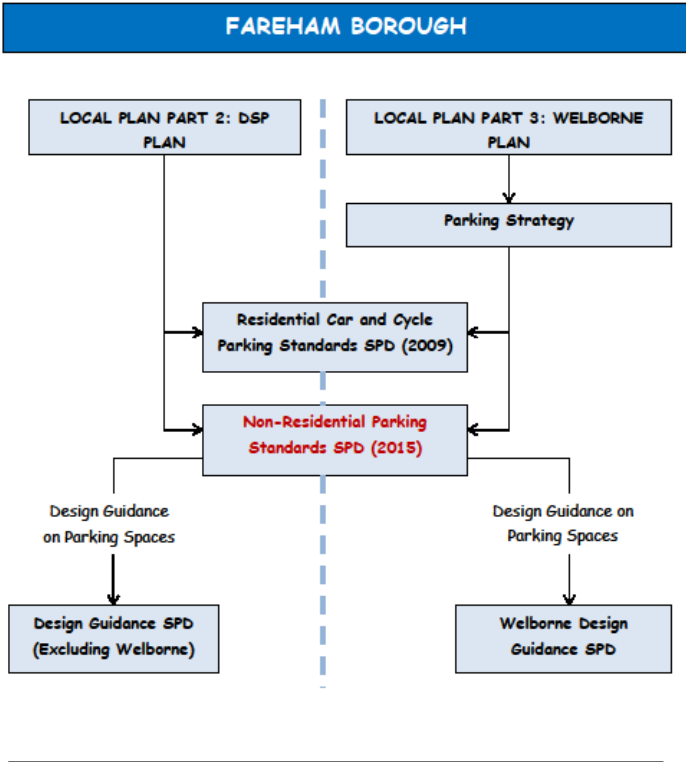 FAREHAM BOROUGH
LOCAL PLAN PART 2: DSP
PLAN
LOCAL PLAN PART 3: WELBORNE
PLAN
Parking Strategy
Residential Car and Cycle
Parking Standards SPD (2009)
Non-Residential Parking
Standards SPD (2015)
Design Guidance
on Parking Spaces
Design Guidance on
Parking Spaces
Design Guidance SPD
(Excluding Welborne)
Welborne Design
Guidance SPD